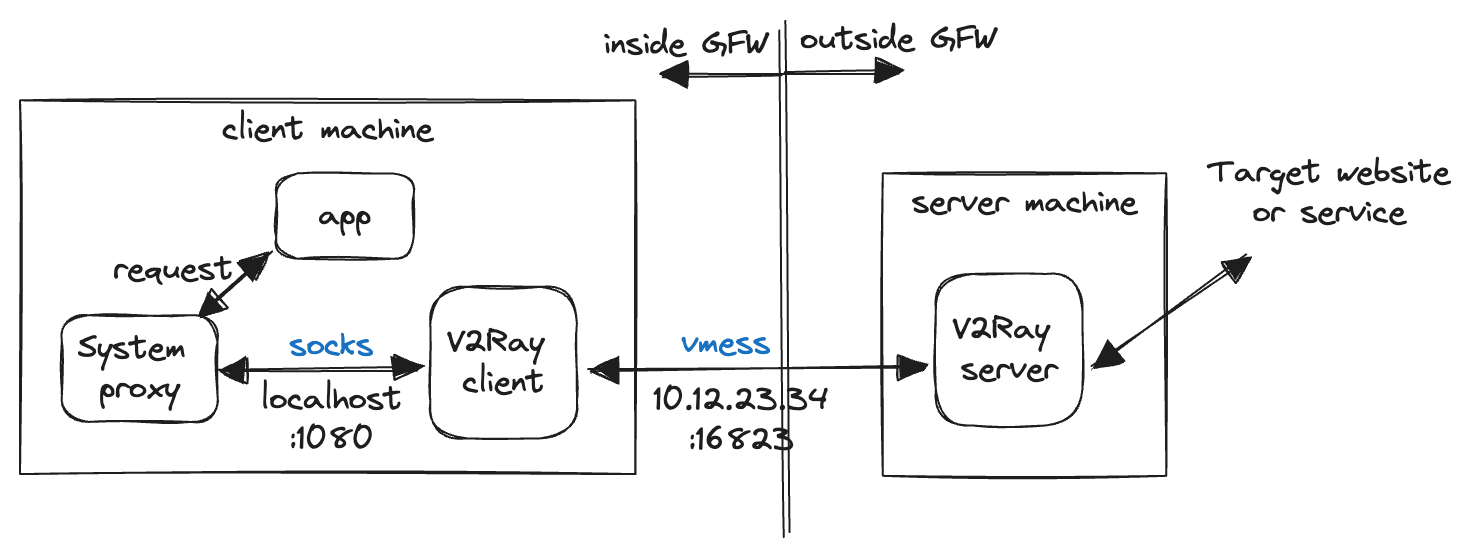 inside GFW
outside GFW
client machine
app
request
System
proxy
socks
localhost
:1080
V2Ray
client
vmess
10.12.23.34
:16823
server machine
V2Ray
server
Target website
or service